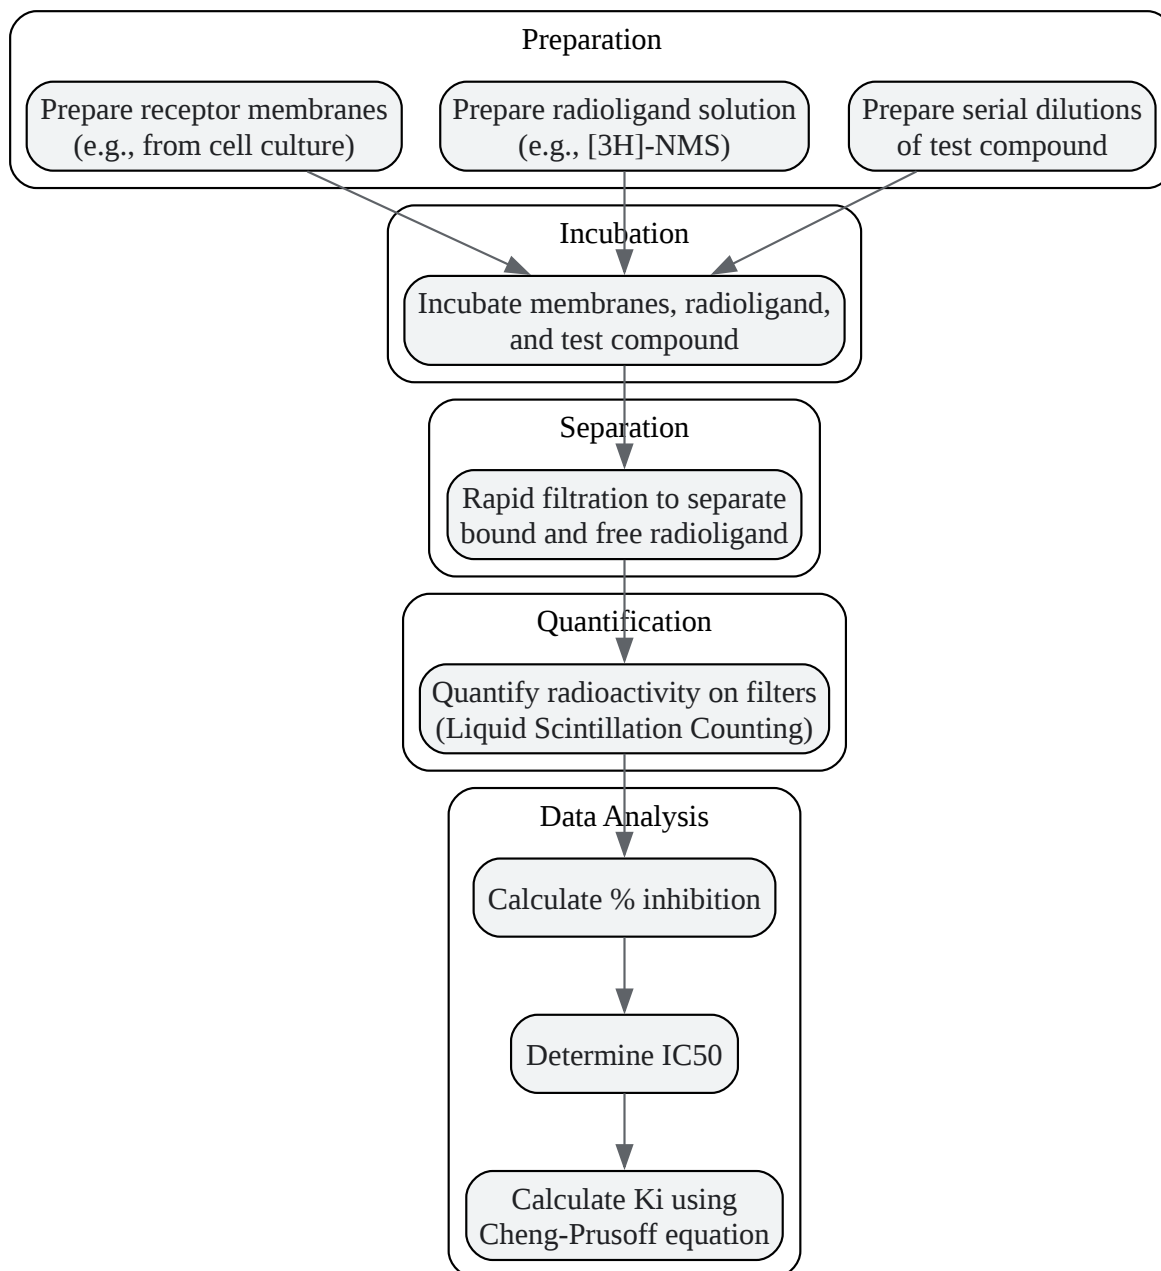 Preparation
Prepare receptor membranes
(e.g., from cell culture)
Prepare radioligand solution
(e.g., [3H]-NMS)
Prepare serial dilutions
of test compound
Incubation
Incubate membranes, radioligand,
and test compound
Separation
Rapid filtration to separate
bound and free radioligand
Quantification
Quantify radioactivity on filters
(Liquid Scintillation Counting)
Data Analysis
Calculate % inhibition
Determine IC50
Calculate Ki using
Cheng-Prusoff equation